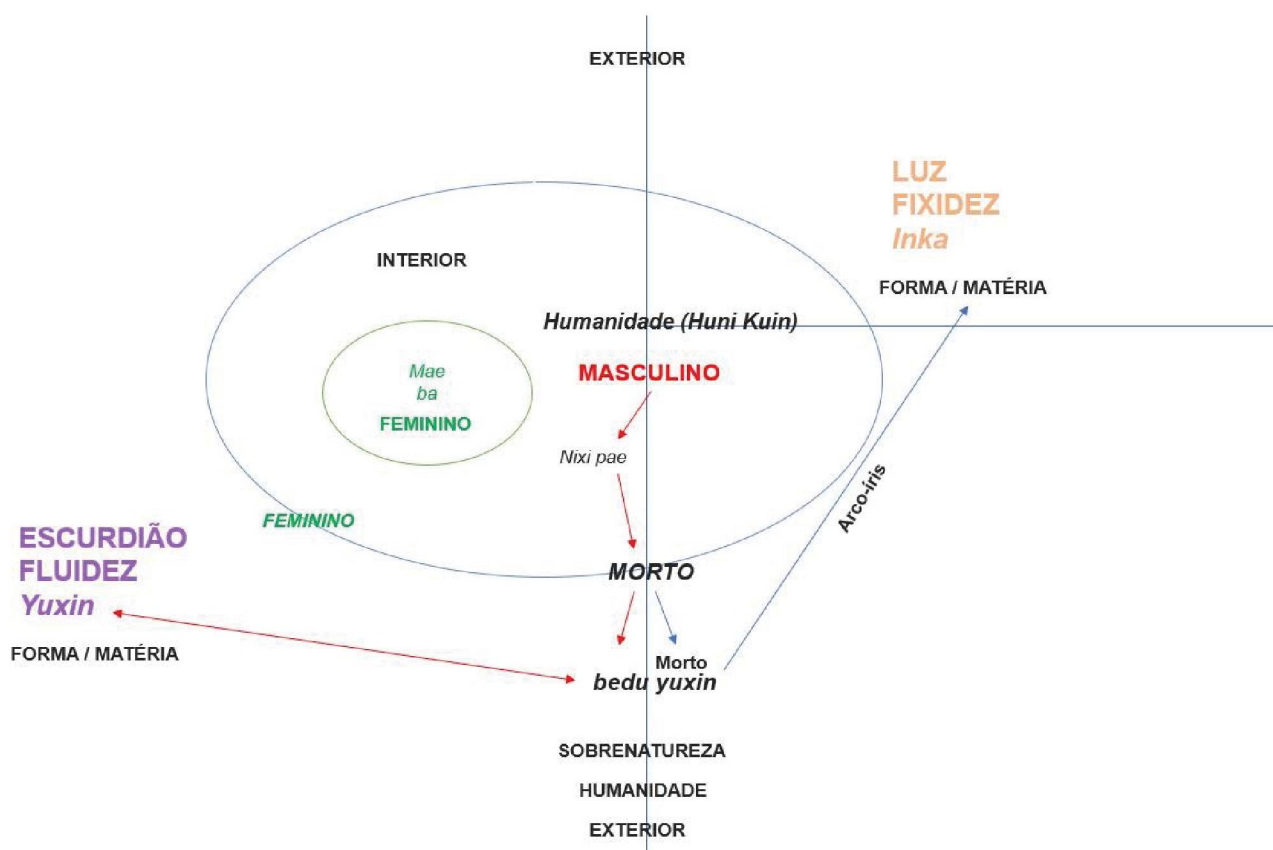 EXTERIOR
LUZ
FIXIDEZ
Inka
FORMA / MATÉRIA
INTERIOR
Humanidade (Huni Kuin)
MASCULINO
Mae
ba
FEMININO
Nixi pae
Arco-íris
FEMININO
ESCURDIÃO
FLUIDEZ
Yuxin
FORMA / MATÉRIA
MORTO
Morto
bedu yuxin
SOBRENATUREZA
HUMANIDADE
EXTERIOR